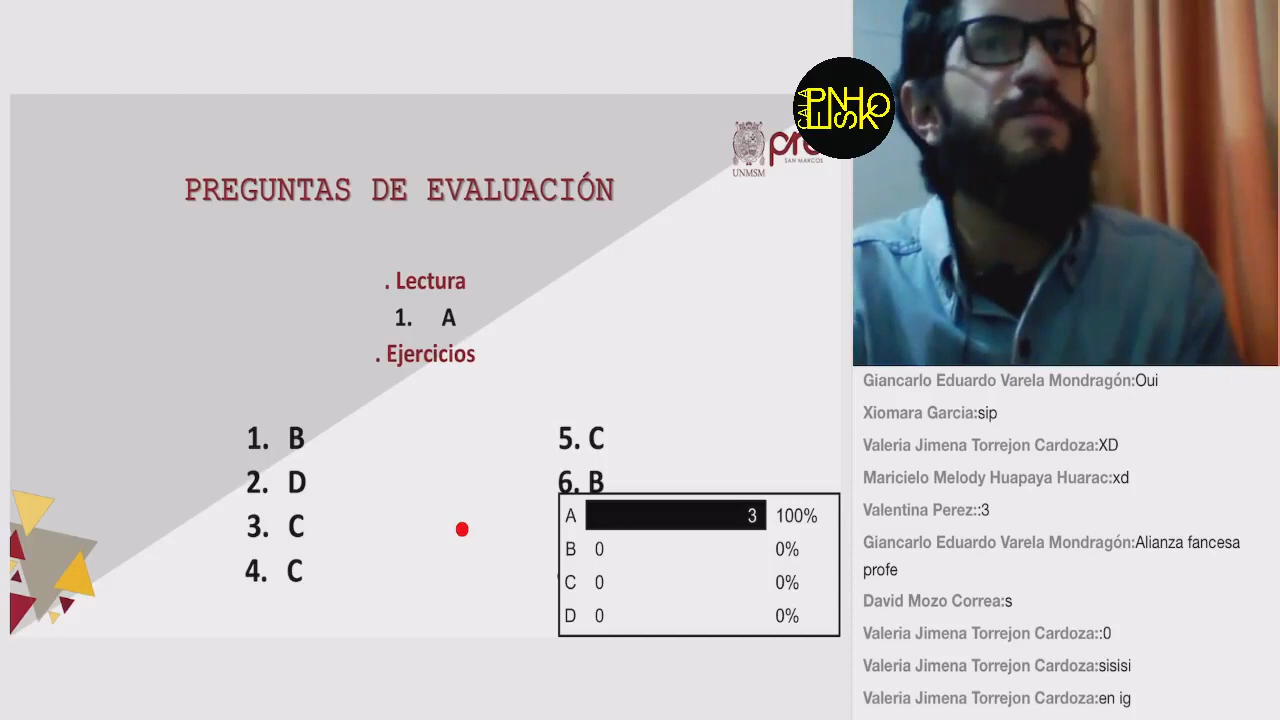 PREGUNTAS DE EVALUACIÓN
UNMSM
SAN MARCOS
. Lectura
1. A
. Ejercicios
1. B
2. D
3. C
4. C
5. C
6. B
A 3 100%
B 0 0%
C 0 0%
D 0 0%
Giancarlo Eduardo Varela Mondragón:Oui
Xiomara Garcia:sip
Valeria Jimena Torrejon Cardoza:XD
Maricielo Melody Huapaya Huarac:xd
Valentina Perez::3
Giancarlo Eduardo Varela Mondragón:Alianza fancesa
profe
David Mozo Correa:s
Valeria Jimena Torrejon Cardoza::0
Valeria Jimena Torrejon Cardoza:sisisi
Valeria Jimena Torrejon Cardoza:en ig